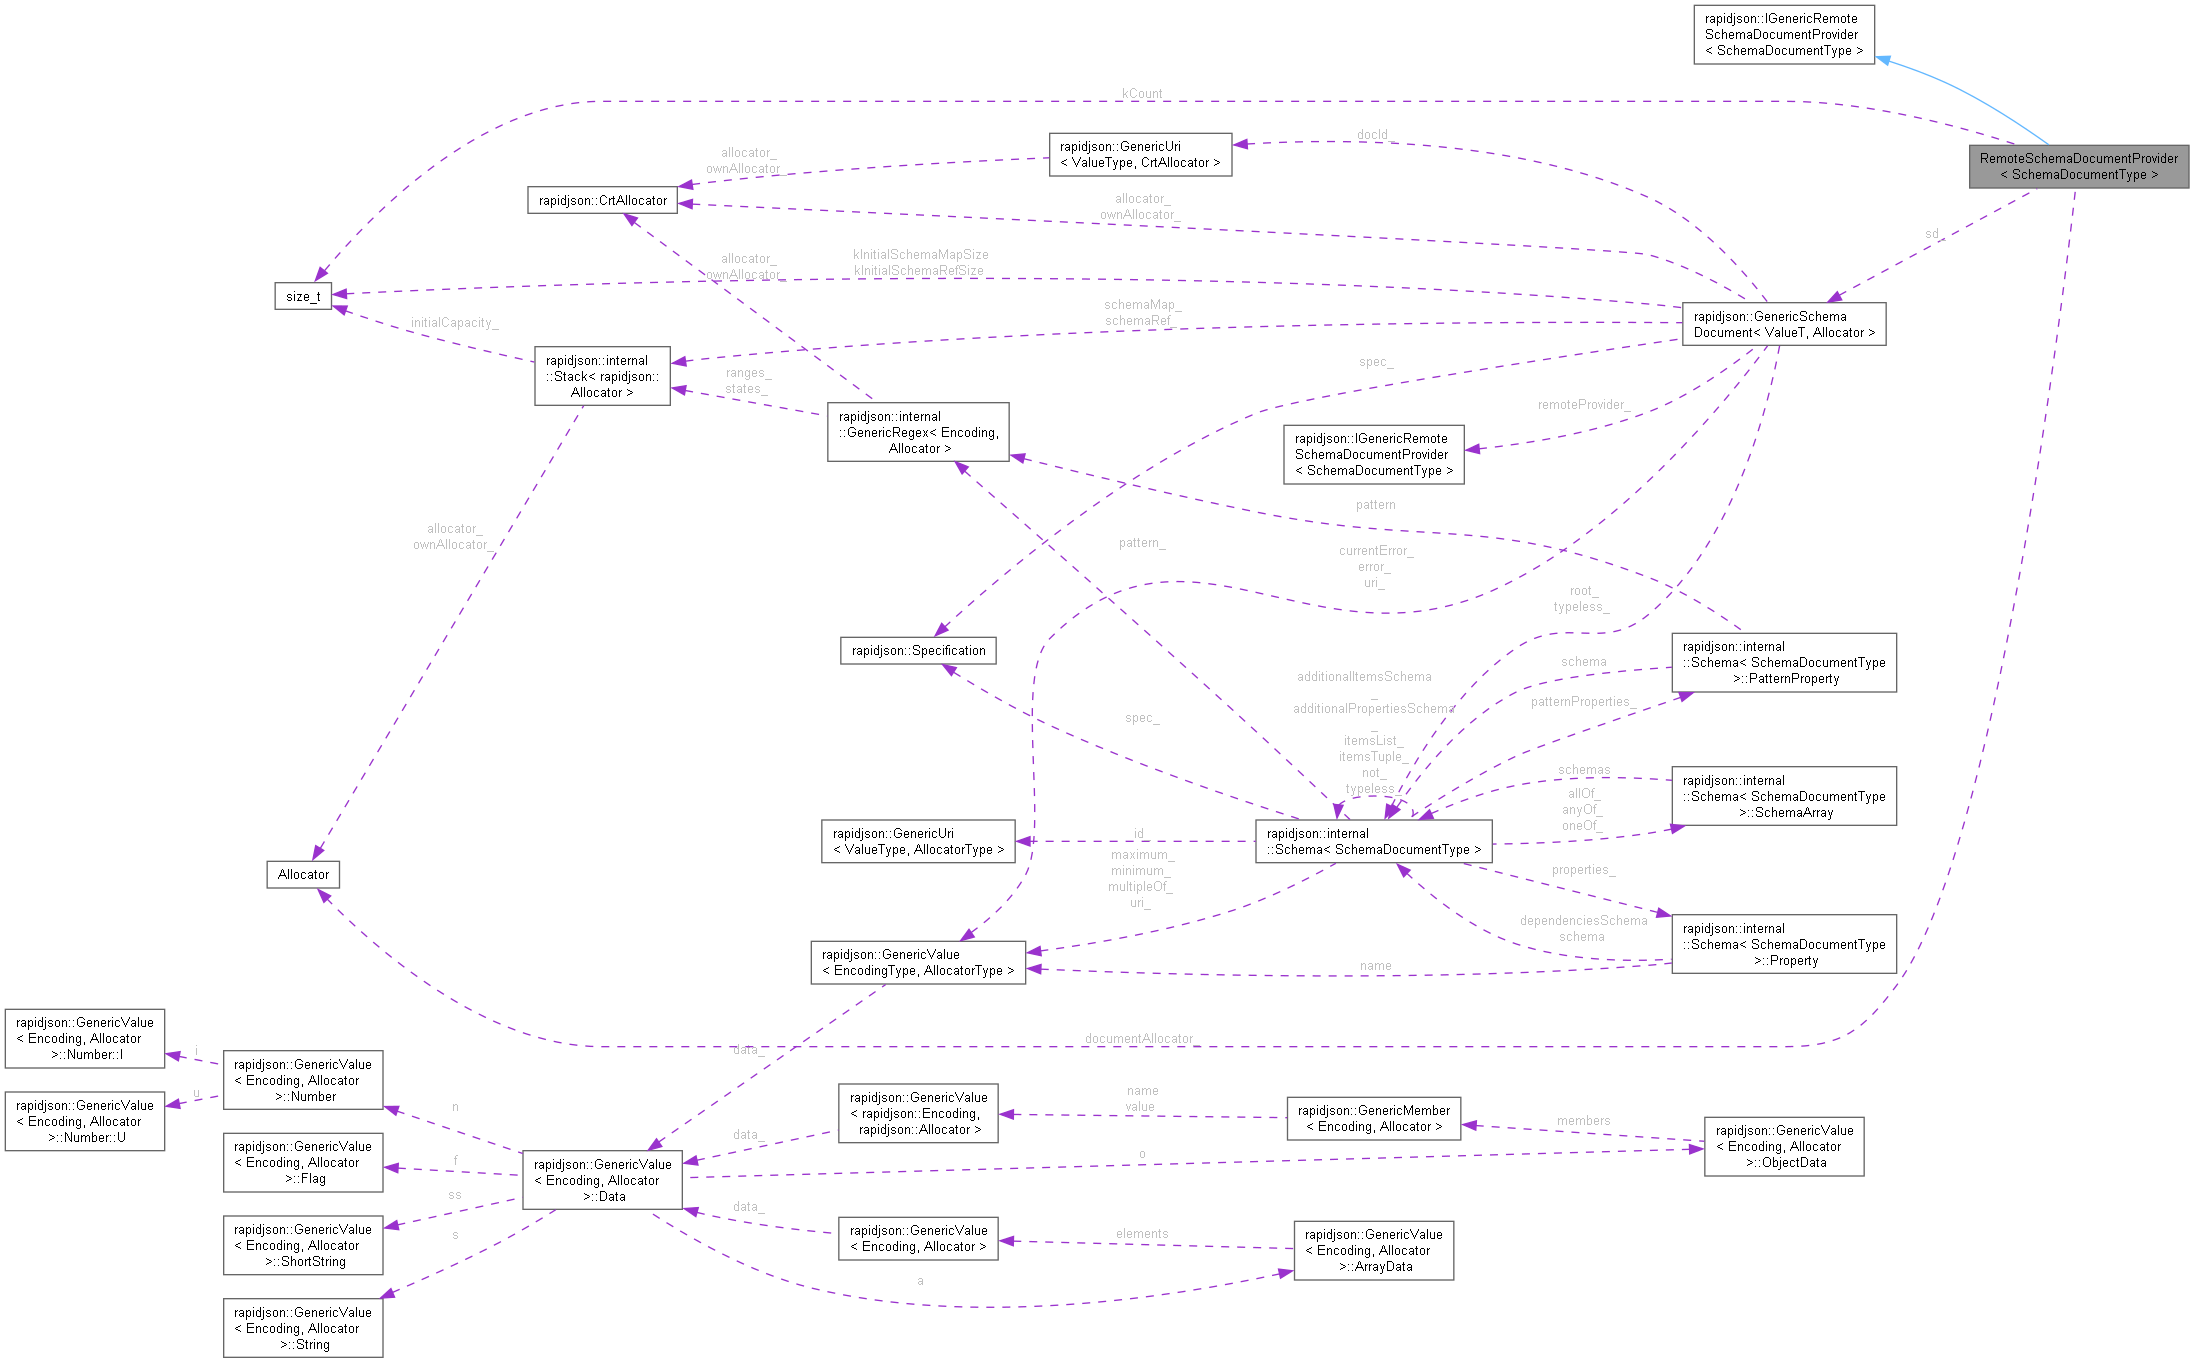 rapidjson::IGenericRemote
SchemaDocumentProvider
< SchemaDocumentType >
kCount
RemoteSchemaDocumentProvider
< SchemaDocumentType >
rapidjson::GenericUri
< ValueType, CrtAllocator >
docId_
allocator_
ownAllocator_
rapidjson::CrtAllocator
allocator_
ownAllocator_
sd_
allocator_
ownAllocator_
kInitialSchemaMapSize
kInitialSchemaRefSize
size_t
schemaMap_
schemaRef_
rapidjson::GenericSchema
Document< ValueT, Allocator >
initialCapacity_
rapidjson::internal
::Stack< rapidjson::
Allocator >
ranges_
states_
spec_
remoteProvider_
rapidjson::internal
::GenericRegex< Encoding,
Allocator >
rapidjson::IGenericRemote
SchemaDocumentProvider
< SchemaDocumentType >
pattern
allocator_
ownAllocator_
pattern_
currentError_
error_
uri_
root_
typeless_
rapidjson::Specification
rapidjson::internal
::Schema< SchemaDocumentType
>::PatternProperty
schema
patternProperties_
spec_
additionalItemsSchema
_
additionalPropertiesSchema
_
itemsList_
itemsTuple_
not_
typeless_
schemas
allOf_
anyOf_
oneOf_
rapidjson::internal
::Schema< SchemaDocumentType
>::SchemaArray
rapidjson::GenericUri
< ValueType, AllocatorType >
id_
rapidjson::internal
::Schema< SchemaDocumentType >
Allocator
maximum_
minimum_
multipleOf_
uri_
properties_
dependenciesSchema
schema
rapidjson::internal
::Schema< SchemaDocumentType
>::Property
rapidjson::GenericValue
< EncodingType, AllocatorType >
name
documentAllocator_
data_
rapidjson::GenericValue
< Encoding, Allocator
>::Number::I
i
rapidjson::GenericValue
< Encoding, Allocator
>::Number
u
rapidjson::GenericValue
< Encoding, Allocator
>::Number::U
n
rapidjson::GenericValue
< rapidjson::Encoding,
rapidjson::Allocator >
name
value
rapidjson::GenericMember
< Encoding, Allocator >
members
rapidjson::GenericValue
< Encoding, Allocator
>::ObjectData
rapidjson::GenericValue
< Encoding, Allocator
>::Flag
f
data_
o
rapidjson::GenericValue
< Encoding, Allocator
>::Data
ss
rapidjson::GenericValue
< Encoding, Allocator
>::ShortString
s
data_
rapidjson::GenericValue
< Encoding, Allocator >
elements
rapidjson::GenericValue
< Encoding, Allocator
>::ArrayData
a
rapidjson::GenericValue
< Encoding, Allocator
>::String